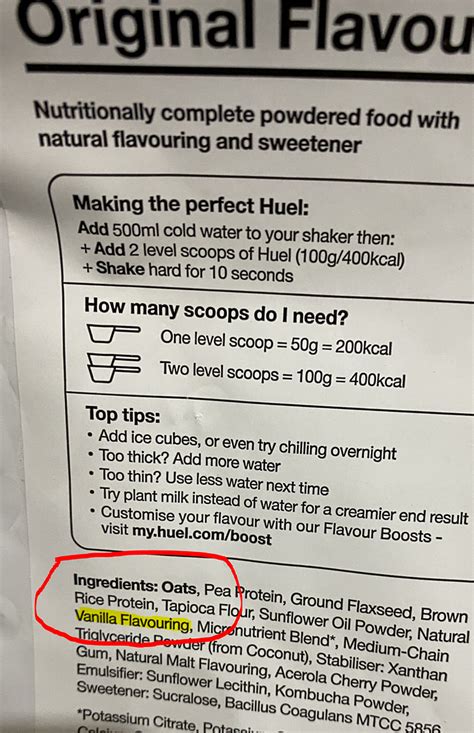 Original Flavou
Nutritionally complete powdered food with
natural flavouring and sweetener
Making the perfect Huel:
Add 500ml cold water to your shaker then:
+ Add 2 level scoops of Huel (100g/400kcal)
+ Shake hard for 10 seconds
How many scoops do I need?
One level scoop = 50g = 200kcal
Two level scoops = 100g = 400kcal
Top tips:
• Add ice cubes, or even try chilling overnight
• Too thick? Add more water
• Too thin? Use less water next time
• Try plant milk instead of water for a creamier end result
• Customise your flavour with our Flavour Boosts -
visit my.huel.com/boost
Ingredients: Oats, Pea Protein, Ground Flaxseed, Brown
Rice Protein, Tapioca Flour, Sunflower Oil Powder, Natural
Vanilla Flavouring, Micronutrient Blend*, Medium-Chain
Triglyceride Powder (from Coconut), Stabiliser: Xanthan
Gum, Natural Malt Flavouring, Acerola Cherry Powder,
Emulsifier: Sunflower Lecithin, Kombucha Powder,
Sweetener: Sucralose, Bacillus Coagulans MTCC 5856
*Potassium Citrate,